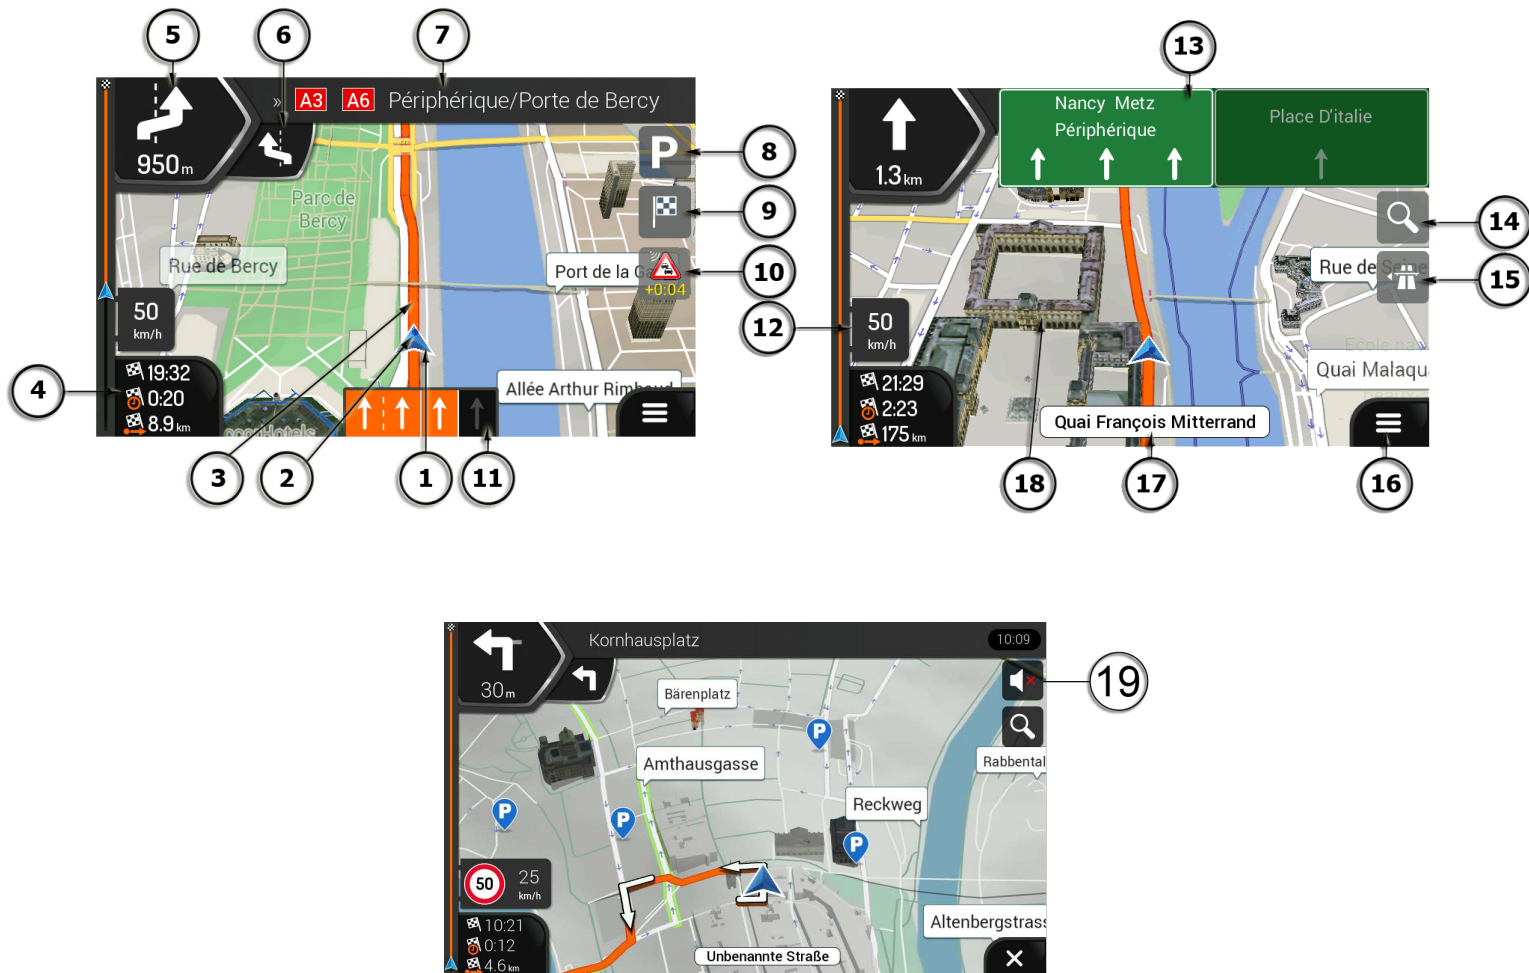 5
6
7
» A3 A6 Périphérique/Porte de Bercy
950 m
P
8
Parc de
Bercy
9
Rue de Bercy
Port de la G
10
+0:04
50
km/h
4
19:32
0:20
8.9 km
Allée Arthur Rimbaud
3
2
1
11
13
Nancy Metz
Périphérique
Place D'italie
1.3 km
14
Rue de Seine
15
12
50
km/h
Quai Malaqu
21:29
2:23
175 km
Quai François Mitterrand
18
17
16
Kornhausplatz
10:09
30 m
19
Bärenplatz
P
Amthausgasse
Rabbental
Reckweg
P
P
P
50
25
km/h
Altenbergstrass
10:21
0:12
4.6 km
Unbenannte Straße